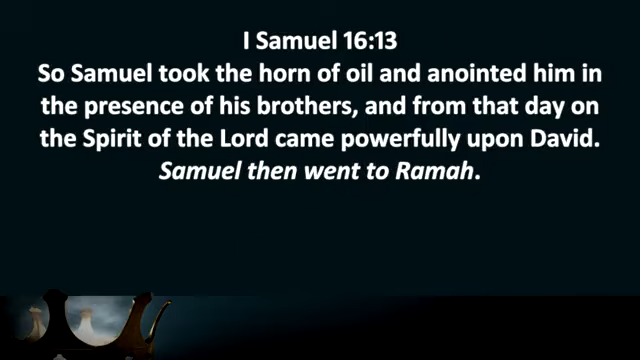 I Samuel 16:13
So Samuel took the horn of oil and anointed him in
the presence of his brothers, and from that day on
the Spirit of the Lord came powerfully upon David.
Samuel then went to Ramah.